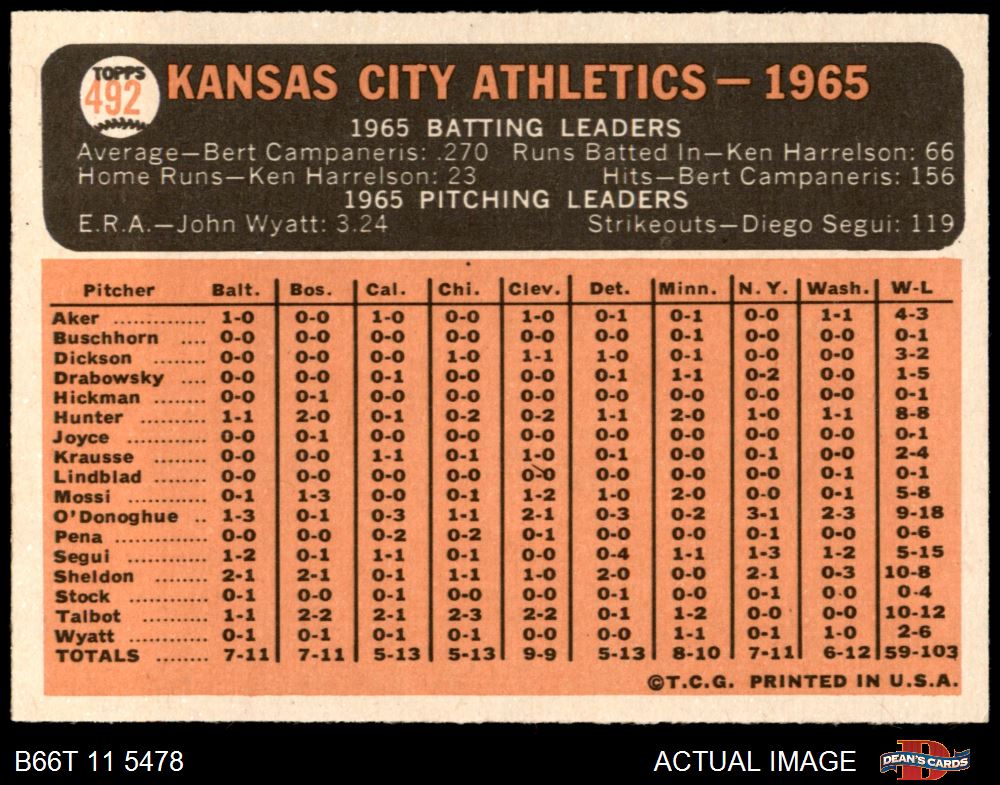 TOPPS
492
KANSAS CITY ATHLETICS — 1965
1965 BATTING LEADERS
Average—Bert Campaneris: .270 Runs Batted In—Ken Harrelson: 66
Home Runs—Ken Harrelson: 23 Hits—Bert Campaneris: 156
1965 PITCHING LEADERS
E.R.A.—John Wyatt: 3.24 Strikeouts—Diego Segui: 119
Pitcher Balt. Bos. Cal. Chi. Clev. Det. Minn. N.Y. Wash. W-L
Aker .............. 1-0 0-0 1-0 0-0 1-0 0-1 0-1 0-0 1-1 4-3
Buschhorn .... 0-0 0-0 0-0 0-0 0-0 0-0 0-1 0-0 0-0 0-1
Dickson ........ 0-0 0-0 0-0 1-0 1-1 1-0 0-1 0-0 0-0 3-2
Drabowsky .... 0-0 0-0 0-1 0-0 0-0 0-1 1-1 0-2 0-0 1-5
Hickman ........ 0-0 0-1 0-0 0-0 0-0 0-0 0-0 0-0 0-0 0-1
Hunter .......... 1-1 2-0 0-1 0-2 0-2 1-1 2-0 1-0 1-1 8-8
Joyce ............ 0-0 0-1 0-0 0-0 0-0 0-0 0-0 0-0 0-0 0-1
Krausse ........ 0-0 0-0 1-1 0-1 1-0 0-0 0-0 0-1 0-0 2-4
Lindblad ........ 0-0 0-0 0-0 0-0 0-0 0-0 0-0 0-0 0-1 0-1
Mossi ............ 0-1 1-3 0-0 0-1 1-2 1-0 2-0 0-0 0-1 5-8
O'Donoghue .. 1-3 0-1 0-3 1-1 2-1 0-3 0-2 3-1 2-3 9-18
Pena .............. 0-0 0-0 0-2 0-2 0-1 0-0 0-0 0-1 0-0 0-6
Segui ............ 1-2 0-1 1-1 0-1 0-0 0-4 1-1 1-3 1-2 5-15
Sheldon ........ 2-1 2-1 0-1 1-1 1-0 2-0 0-0 2-1 0-3 10-8
Stock ............ 0-1 0-0 0-1 0-0 0-0 0-1 0-0 0-1 0-0 0-4
Talbot .......... 1-1 2-2 2-1 2-3 2-2 0-1 1-2 0-0 0-0 10-12
Wyatt ............ 0-1 0-1 0-1 0-1 0-0 0-0 1-1 0-1 1-0 2-6
TOTALS ........ 7-11 7-11 5-13 5-13 9-9 5-13 8-10 7-11 6-12 59-103
©T.C.G. PRINTED IN U.S.A.
B66T 11 5478 ACTUAL IMAGE D DEAN'S CARDS